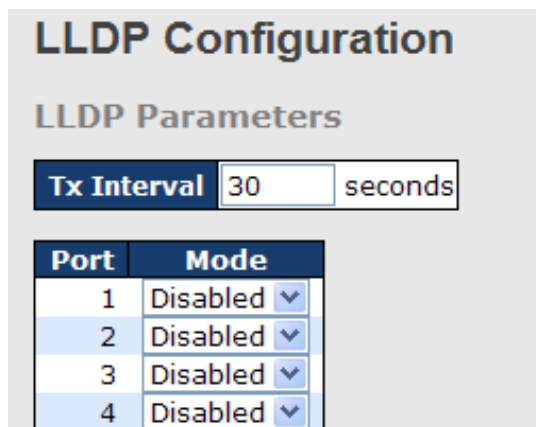 LLDP Configuration
LLDP Parameters
Tx Interval 30 seconds
Port Mode
1 Disabled
2 Disabled
3 Disabled
4 Disabled